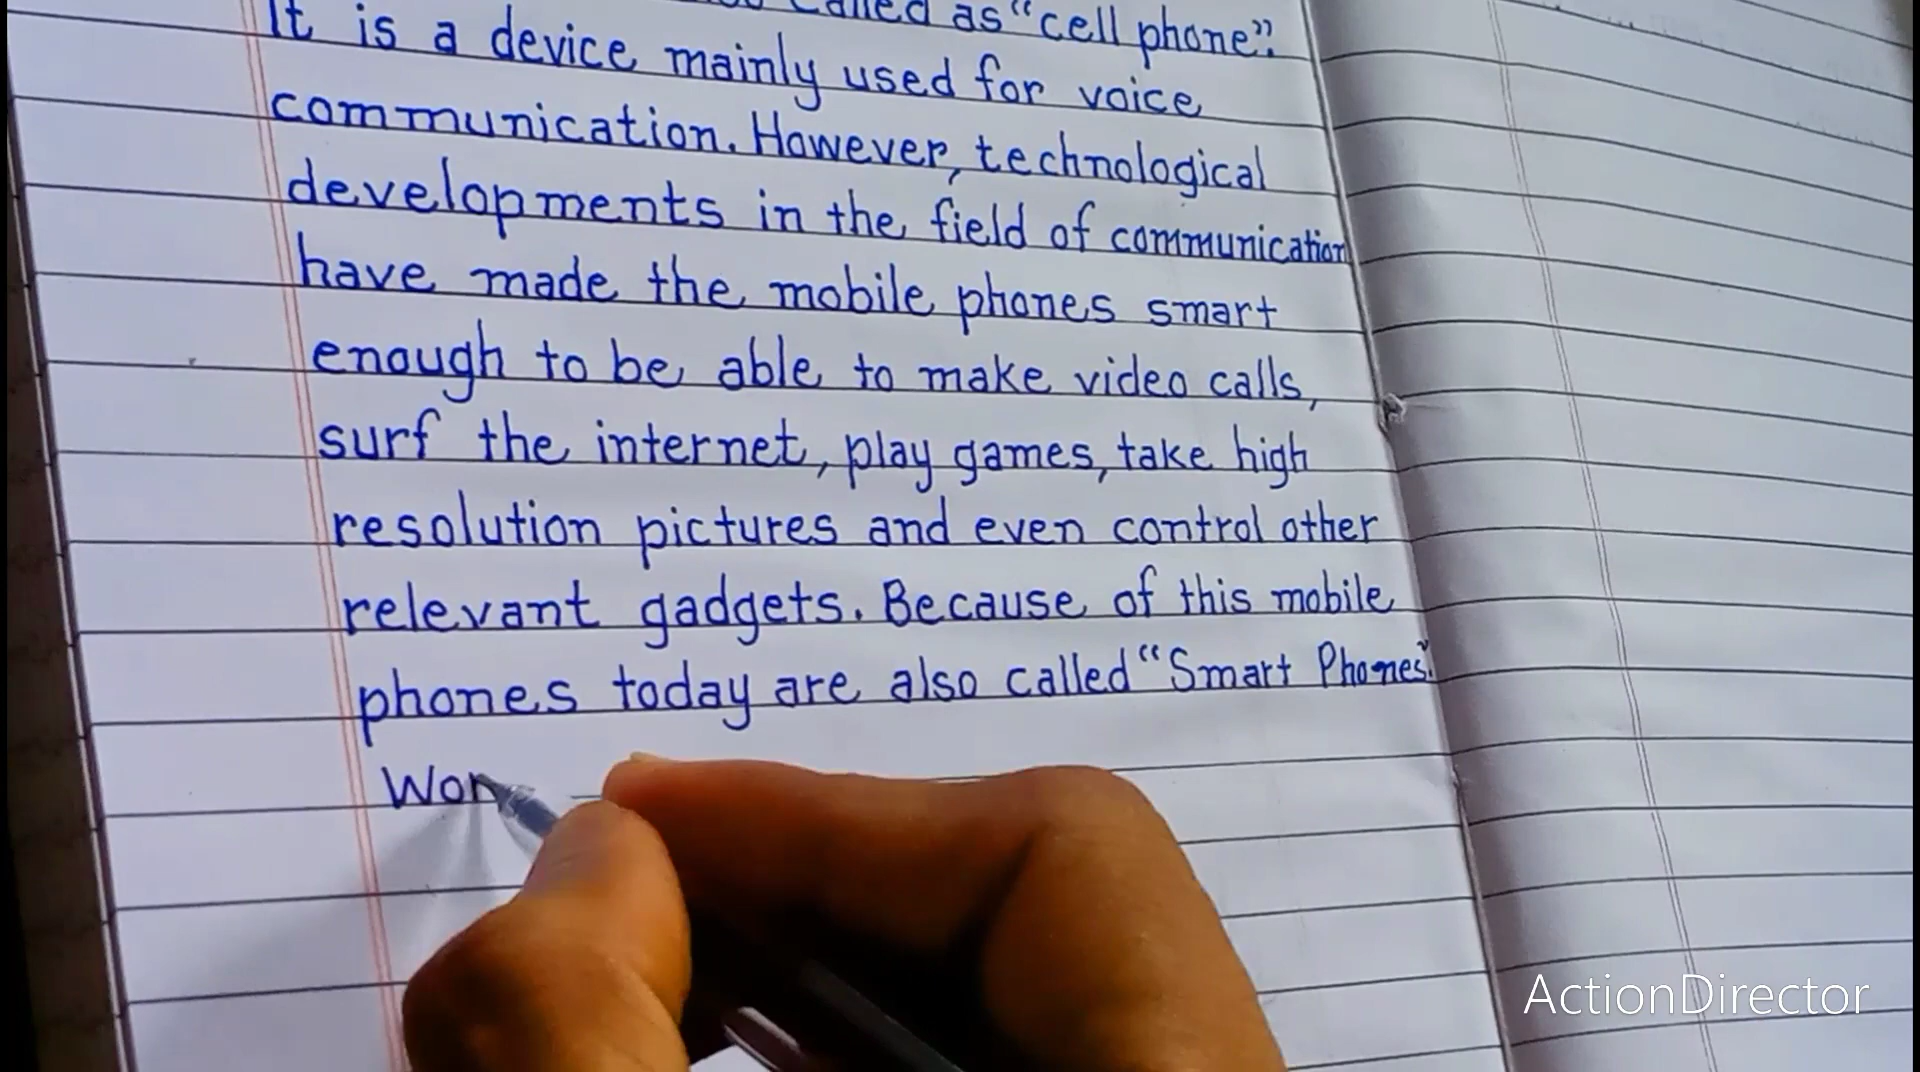 called as "cell phone".
It is a device mainly used for voice
communication. However, technological
developments in the field of communication
have made the mobile phones smart
enough to be able to make video calls,
surf the internet, play games, take high
resolution pictures and even control other
relevant gadgets. Because of this mobile
phones today are also called "Smart Phones".
Wor
ActionDirector